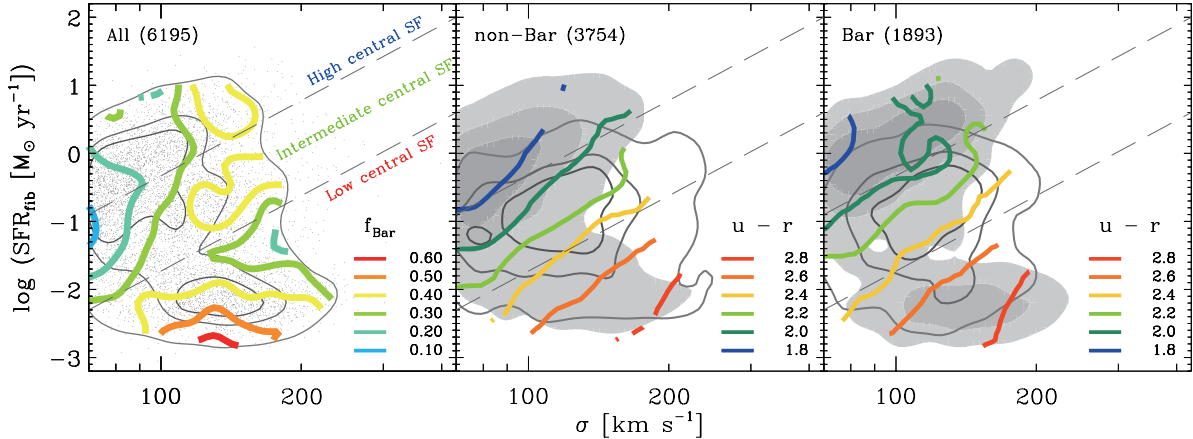 All (6195)
non-Bar (3754)
Bar (1893)
High central SF
Intermediate central SF
Low central SF
log (SFR_fib [M⊙ yr⁻¹])
2
1
0
-1
-2
-3
f_Bar
0.60
0.50
0.40
0.30
0.20
0.10
u - r
2.8
2.6
2.4
2.2
2.0
1.8
u - r
2.8
2.6
2.4
2.2
2.0
1.8
100 200
100 200
100 200
σ [km s⁻¹]